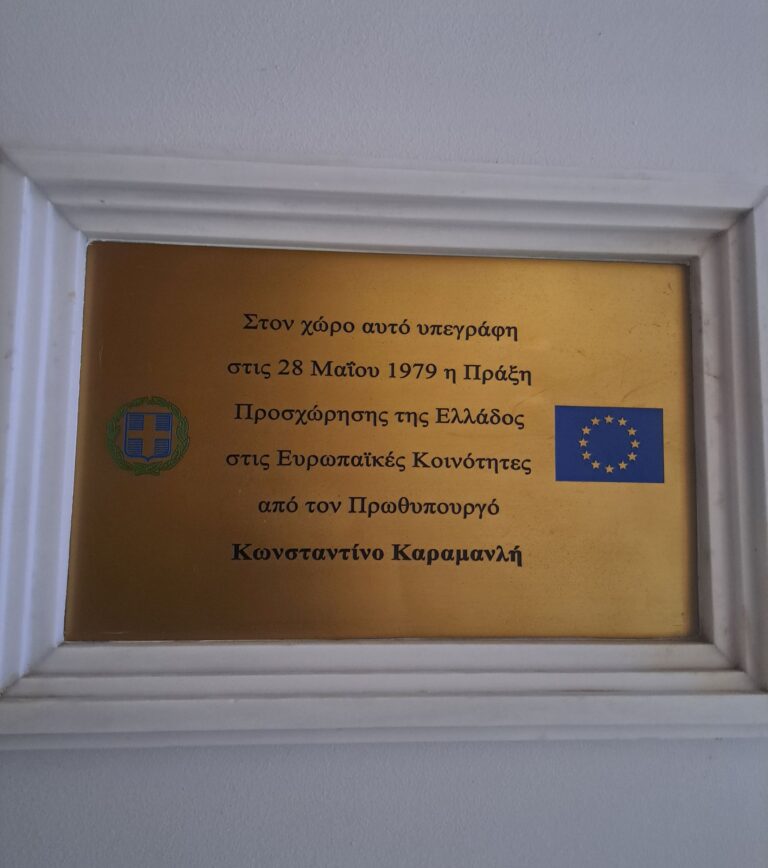 Στον χώρο αυτό υπεγράφη
στις 28 Μαΐου 1979 η Πράξη
Προσχώρησης της Ελλάδος
στις Ευρωπαϊκές Κοινότητες
από τον Πρωθυπουργό
Κωνσταντίνο Καραμανλή